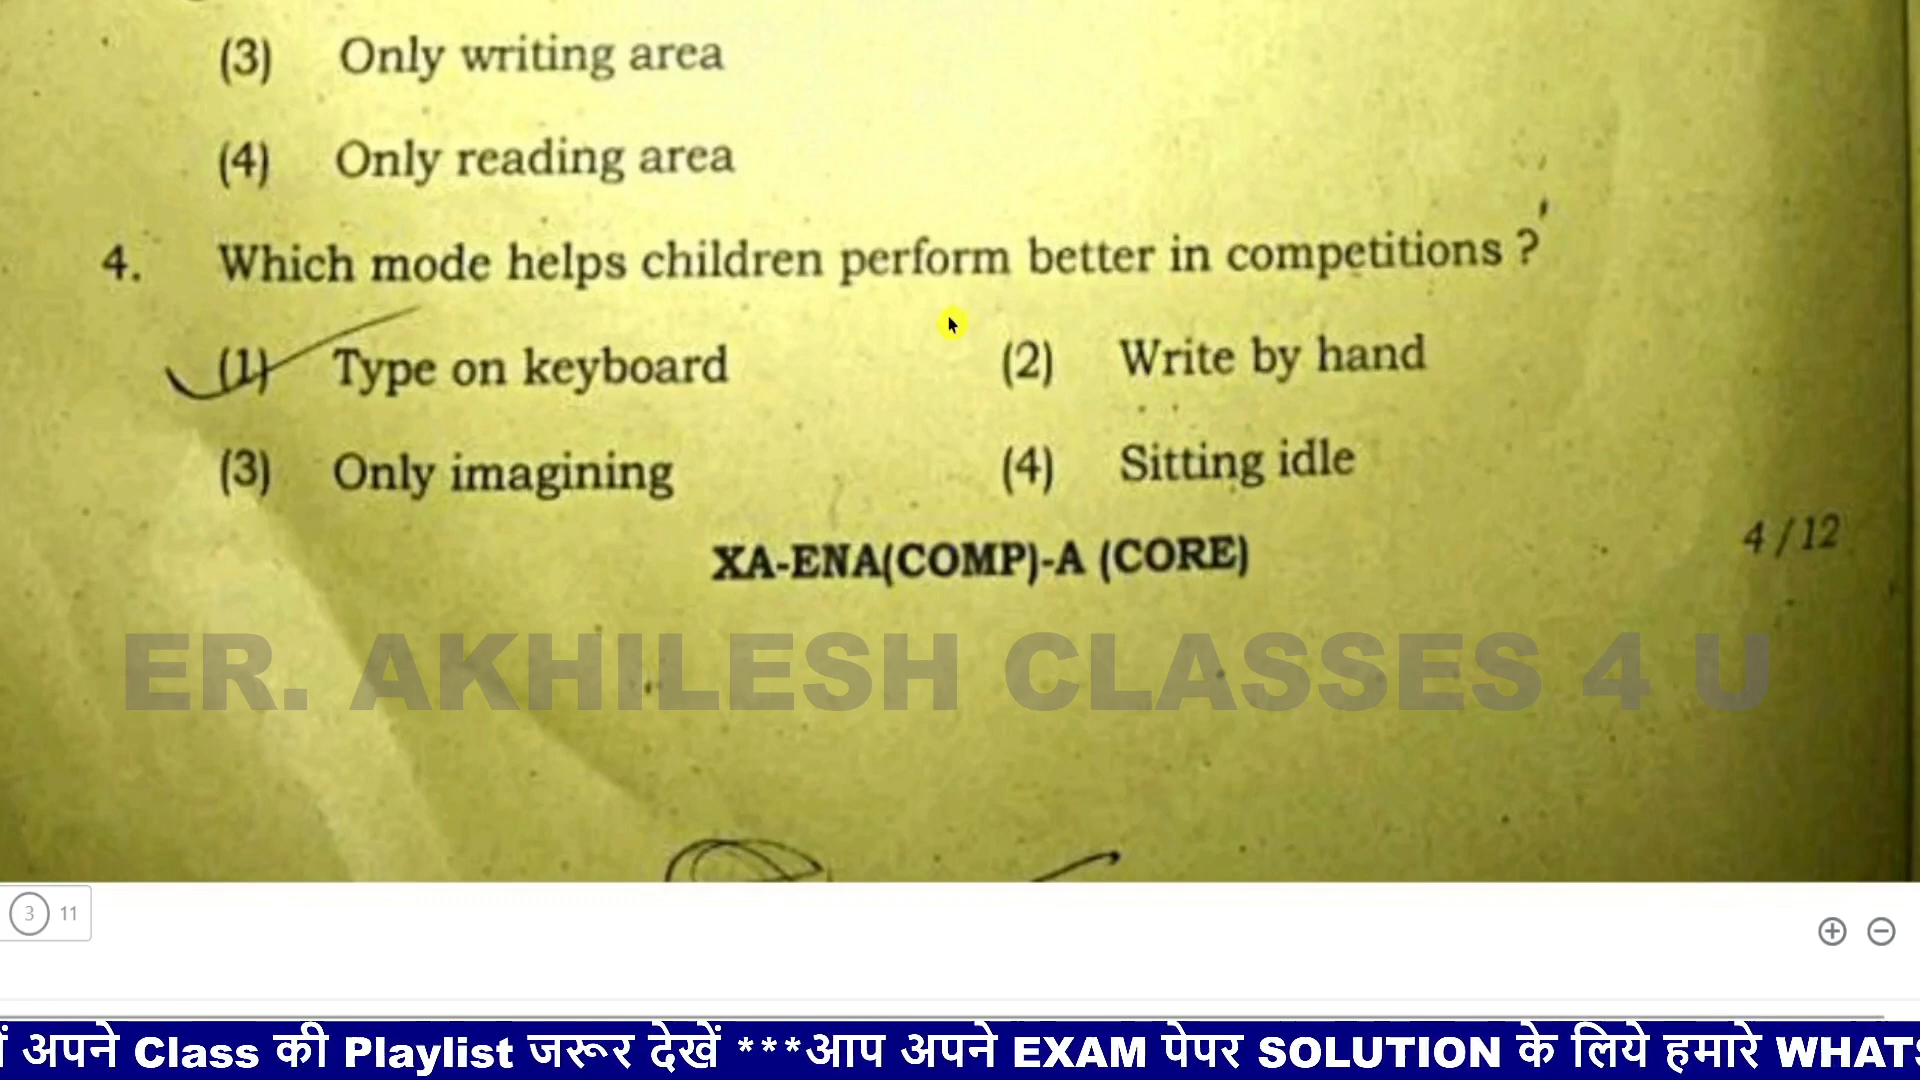 (3) Only writing area
(4) Only reading area
4. Which mode helps children perform better in competitions ?
(1) Type on keyboard (2) Write by hand
(3) Only imagining (4) Sitting idle
XA-ENA(COMP)-A (CORE) 4/12
ER. AKHILESH CLASSES 4 U
3 11
अपने Class की Playlist जरूर देखें ***आप अपने EXAM पेपर SOLUTION के लिये हमारे WHATS